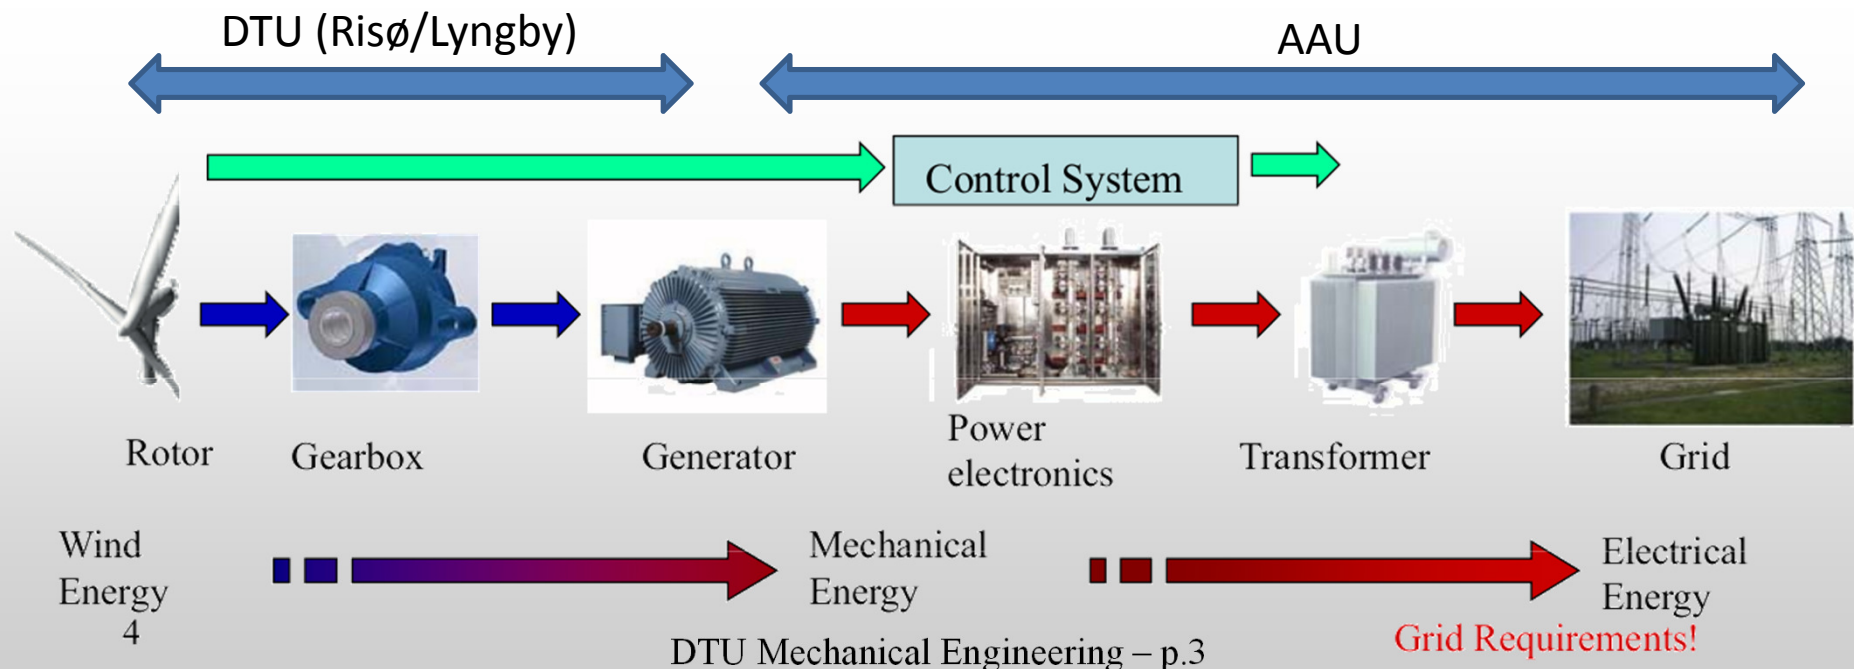 DTU (Risø/Lyngby)
AAU
Control System
Rotor
Gearbox
Generator
Power
electronics
Transformer
Grid
Wind
Energy
Mechanical
Energy
Electrical
Energy
4
DTU Mechanical Engineering – p.3
Grid Requirements!